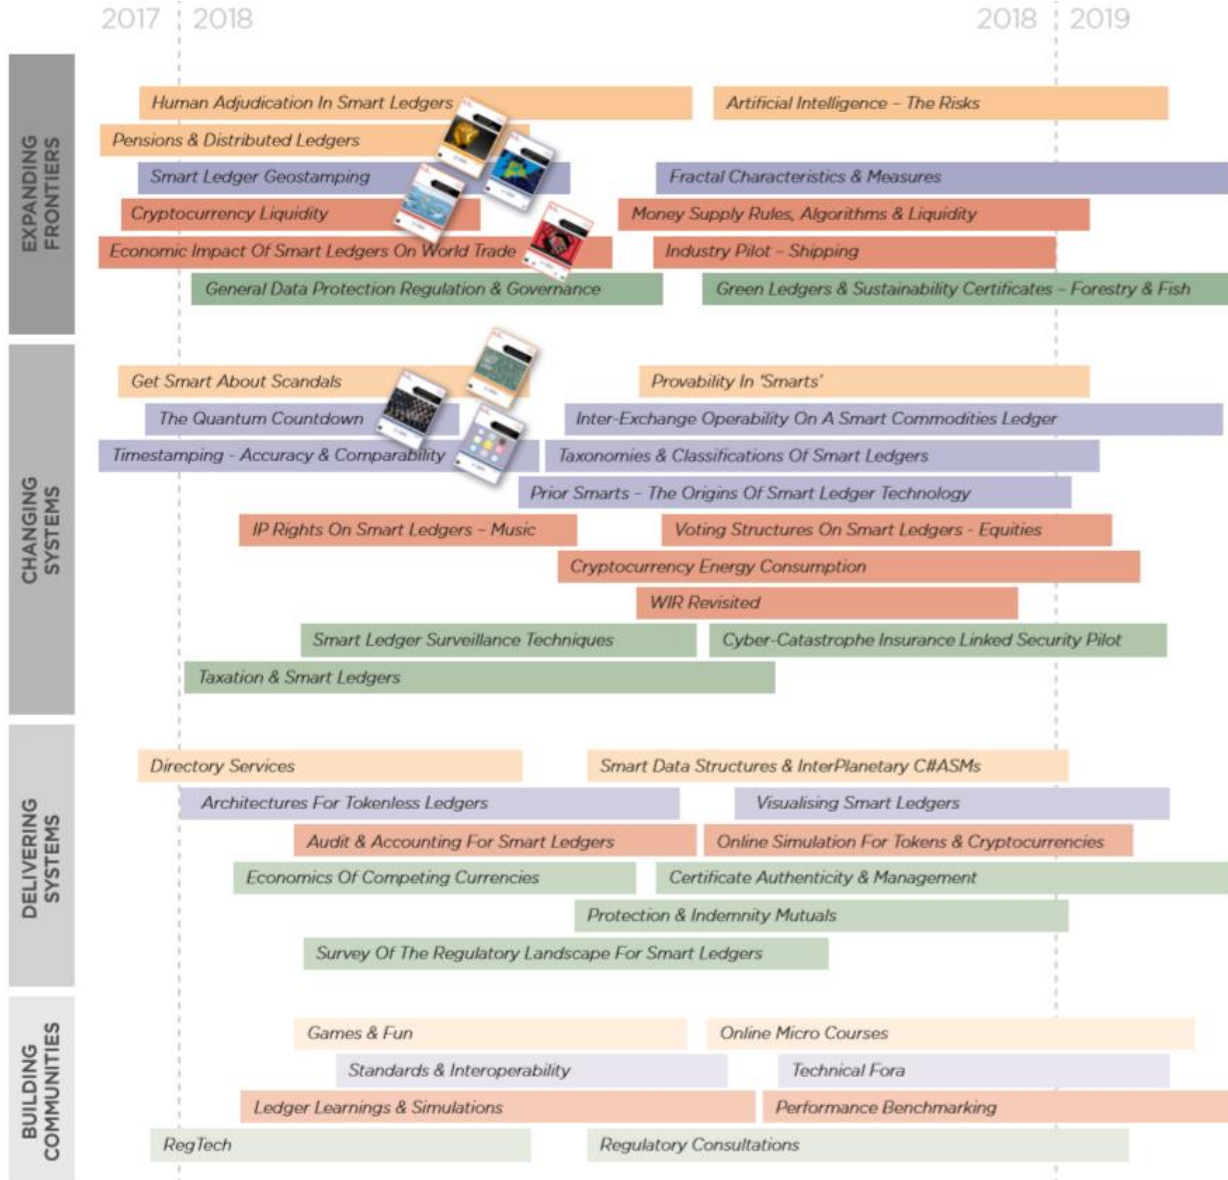 2017 2018 2018 2019
EXPANDING
FRONTIERS
Human Adjudication In Smart Ledgers
Artificial Intelligence – The Risks
Pensions & Distributed Ledgers
Smart Ledger Geostamping
Fractal Characteristics & Measures
Cryptocurrency Liquidity
Money Supply Rules, Algorithms & Liquidity
Economic Impact Of Smart Ledgers On World Trade
Industry Pilot – Shipping
General Data Protection Regulation & Governance
Green Ledgers & Sustainability Certificates – Forestry & Fish
CHANGING
SYSTEMS
Get Smart About Scandals
Provability In ‘Smarts’
The Quantum Countdown
Inter-Exchange Operability On A Smart Commodities Ledger
Timestamping - Accuracy & Comparability
Taxonomies & Classifications Of Smart Ledgers
Prior Smarts – The Origins Of Smart Ledger Technology
IP Rights On Smart Ledgers – Music
Voting Structures On Smart Ledgers - Equities
Cryptocurrency Energy Consumption
WIR Revisited
Smart Ledger Surveillance Techniques
Cyber-Catastrophe Insurance Linked Security Pilot
Taxation & Smart Ledgers
DELIVERING
SYSTEMS
Directory Services
Smart Data Structures & InterPlanetary C#ASMs
Architectures For Tokenless Ledgers
Visualising Smart Ledgers
Audit & Accounting For Smart Ledgers
Online Simulation For Tokens & Cryptocurrencies
Economics Of Competing Currencies
Certificate Authenticity & Management
Protection & Indemnity Mutuals
Survey Of The Regulatory Landscape For Smart Ledgers
BUILDING
COMMUNITIES
Games & Fun
Online Micro Courses
Standards & Interoperability
Technical Fora
Ledger Learnings & Simulations
Performance Benchmarking
RegTech
Regulatory Consultations